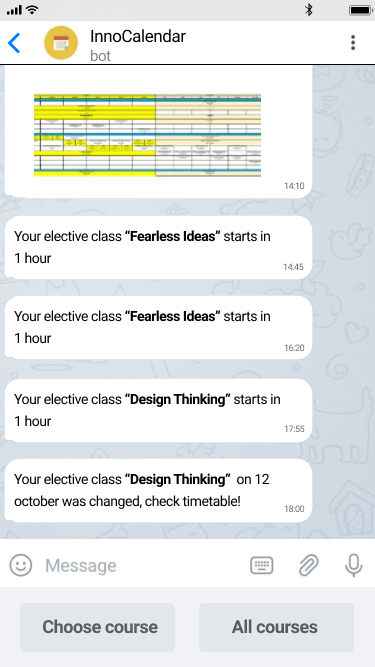 InnoCalendar
bot
14:10
Your elective class “Fearless Ideas” starts in
1 hour
14:45
Your elective class “Fearless Ideas” starts in
1 hour
16:20
Your elective class “Design Thinking” starts in
1 hour
17:55
Your elective class “Design Thinking” on 12
october was changed, check timetable!
18:00
Message
Choose course
All courses